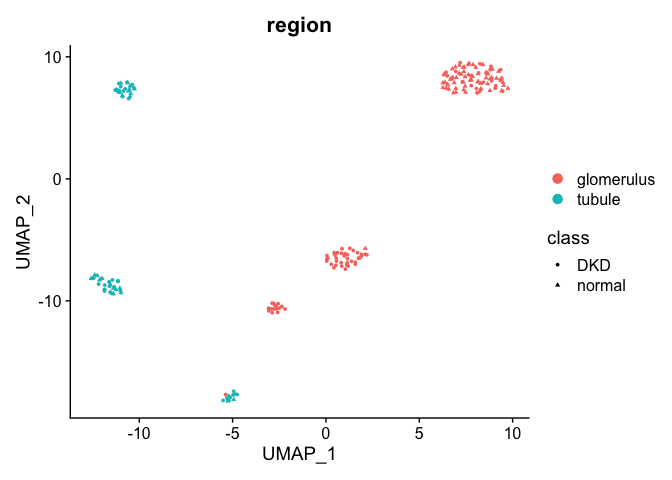 region
10
0
-10
UMAP_2
-10
-5
0
5
10
UMAP_1
glomerulus
tubule
class
DKD
normal